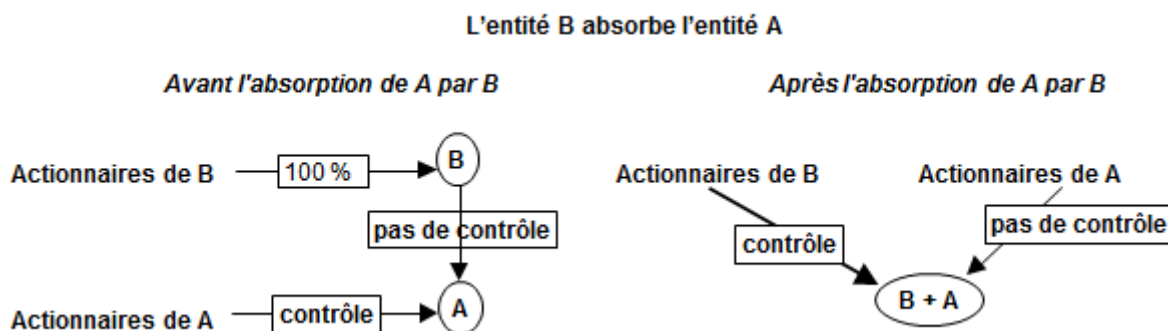 L'entité B absorbe l'entité A
Avant l'absorption de A par B
Après l'absorption de A par B
Actionnaires de B
100 %
B
pas de contrôle
Actionnaires de A
contrôle
A
Actionnaires de B
Actionnaires de A
contrôle
pas de contrôle
B + A